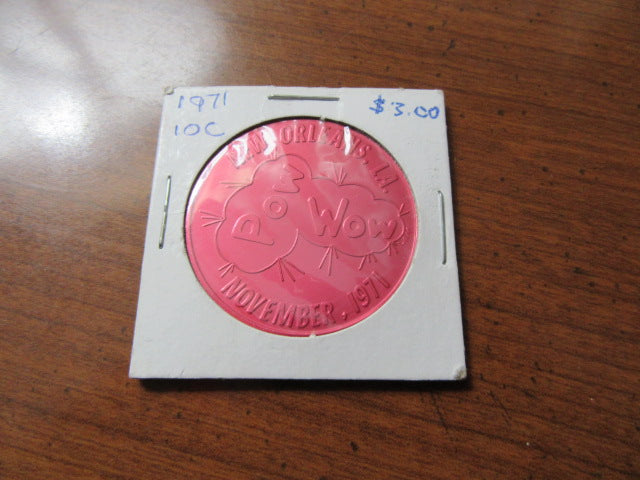 1971
10C
$3.00
NEW ORLEANS, LA.
POW
WOW
NOVEMBER, 1971